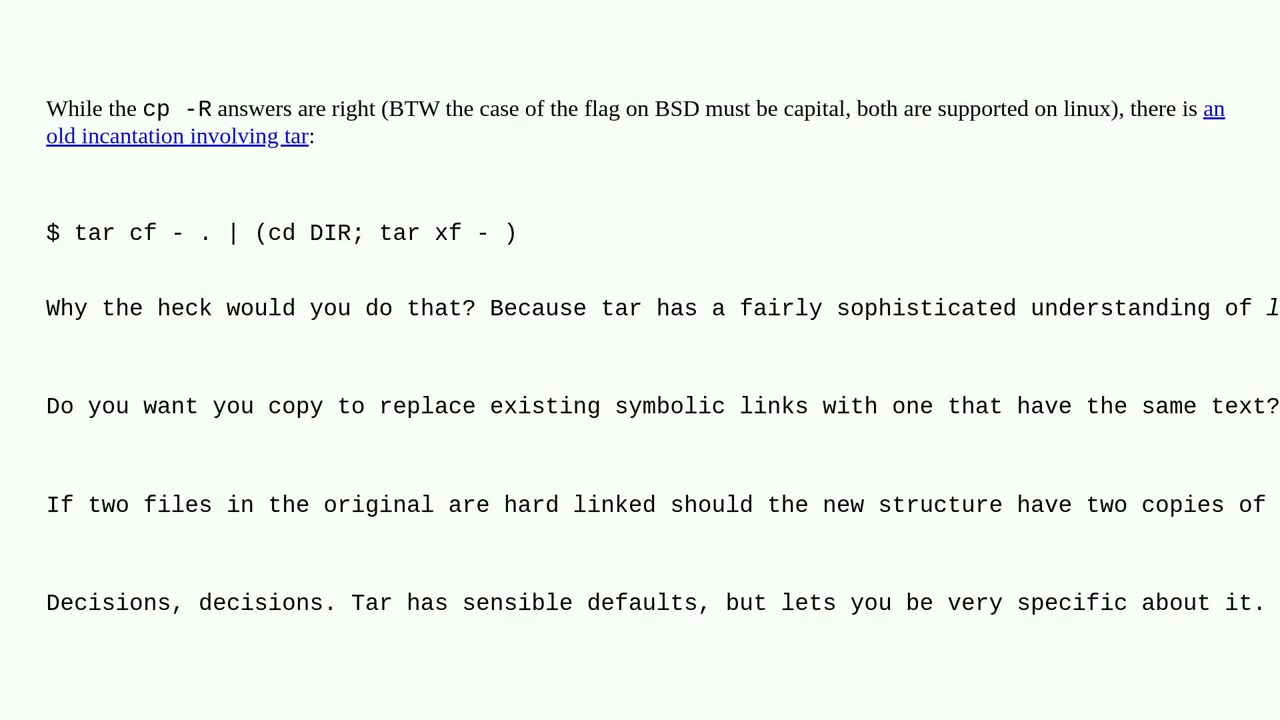 While the cp -R answers are right (BTW the case of the flag on BSD must be capital, both are supported on linux), there is an
old incantation involving tar:
$ tar cf - . | (cd DIR; tar xf - )
Why the heck would you do that? Because tar has a fairly sophisticated understanding of
Do you want you copy to replace existing symbolic links with one that have the same text?
If two files in the original are hard linked should the new structure have two copies of
Decisions, decisions. Tar has sensible defaults, but lets you be very specific about it.